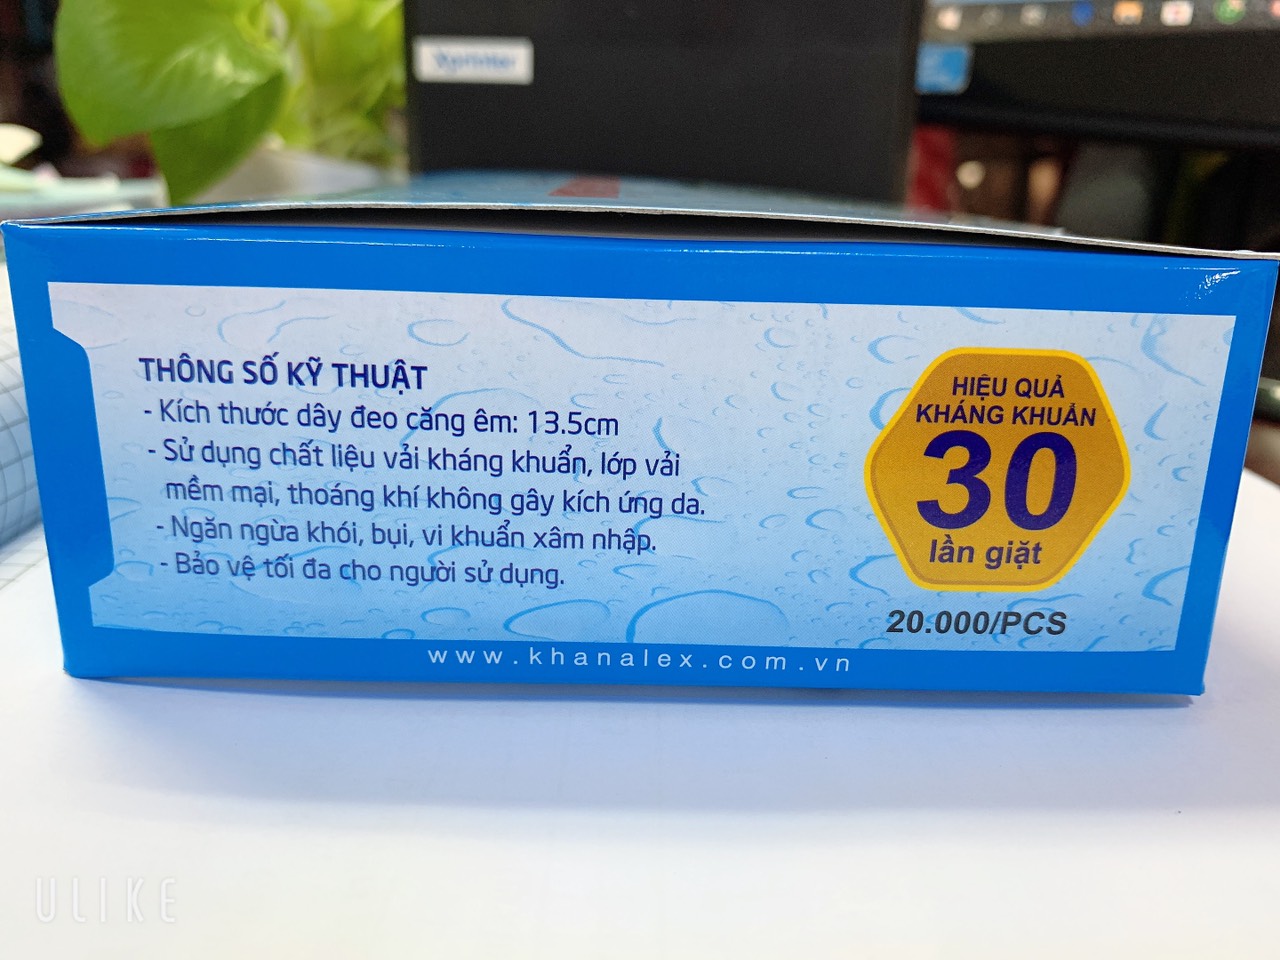 Xprinter
THÔNG SỐ KỸ THUẬT
- Kích thước dây đeo căng êm: 13.5cm
- Sử dụng chất liệu vải kháng khuẩn, lớp vải
mềm mại, thoáng khí không gây kích ứng da.
- Ngăn ngừa khói, bụi, vi khuẩn xâm nhập.
- Bảo vệ tối đa cho người sử dụng.
HIỆU QUẢ
KHÁNG KHUẨN
30
lần giặt
20.000/PCS
www.khanalex.com.vn
ULIKE